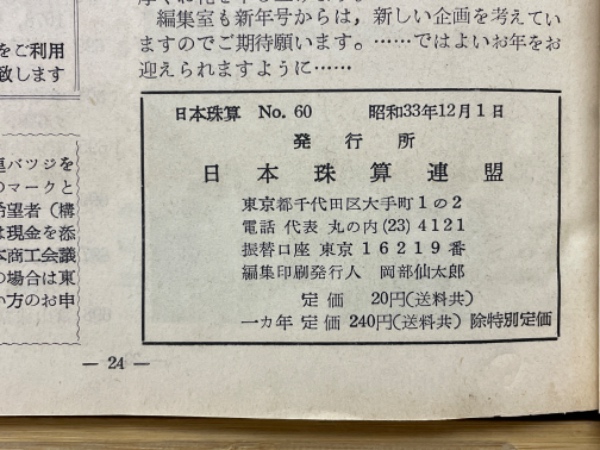 編集室も新年号からは，新しい企画を考えてい
ますのでご期待願います。……ではよいお年をお
迎えられますように……
をご利用
致します
バッジを
のマークと
希望者（構
は現金を添
本商工会議
の場合は東
い方のお申
日本珠算 No. 60 昭和33年12月1日
発行所
日本珠算連盟
東京都千代田区大手町1の2
電話 代表 丸の内(23)4121
振替口座 東京 16219番
編集印刷発行人 岡部仙太郎
定価 20円(送料共)
一カ年 定価 240円(送料共) 除特別定価
— 24 —